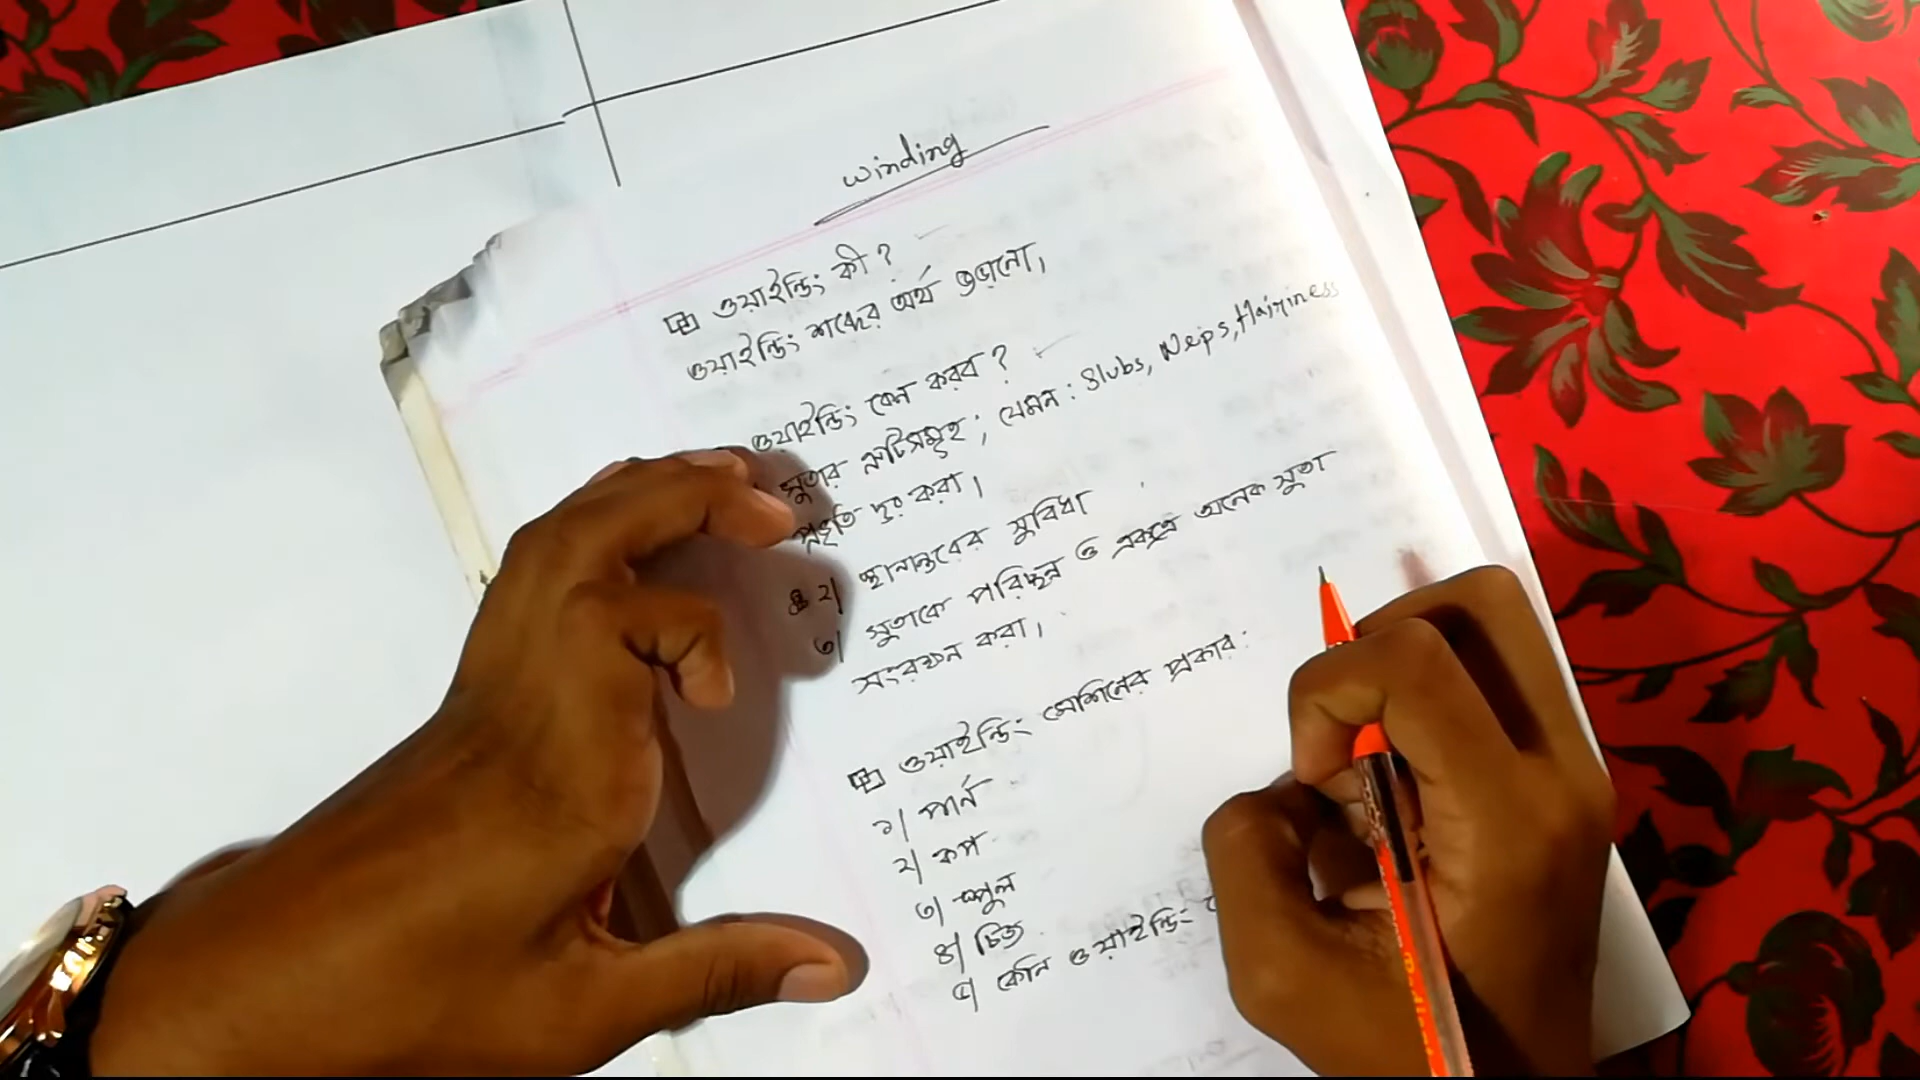 Winding
ওয়াইন্ডিং কী?
ওয়াইন্ডিং শব্দের অর্থ জড়ানো।
ওয়াইন্ডিং কেন করব?
সুতার ত্রুটিসমূহ; যেমন: Slubs, Neps, Hairiness
প্রভৃতি দূর করা।
২| স্থানান্তরের সুবিধা
৩| সুতাকে পরিচ্ছন্ন ও একত্রে অনেক সুতা
সংরক্ষন করা।
ওয়াইন্ডিং মেশিনের প্রকার:
১| পার্ন
২| কপ
৩| স্পুল
৪| চিজ
৫| কোন ওয়াইন্ডিং